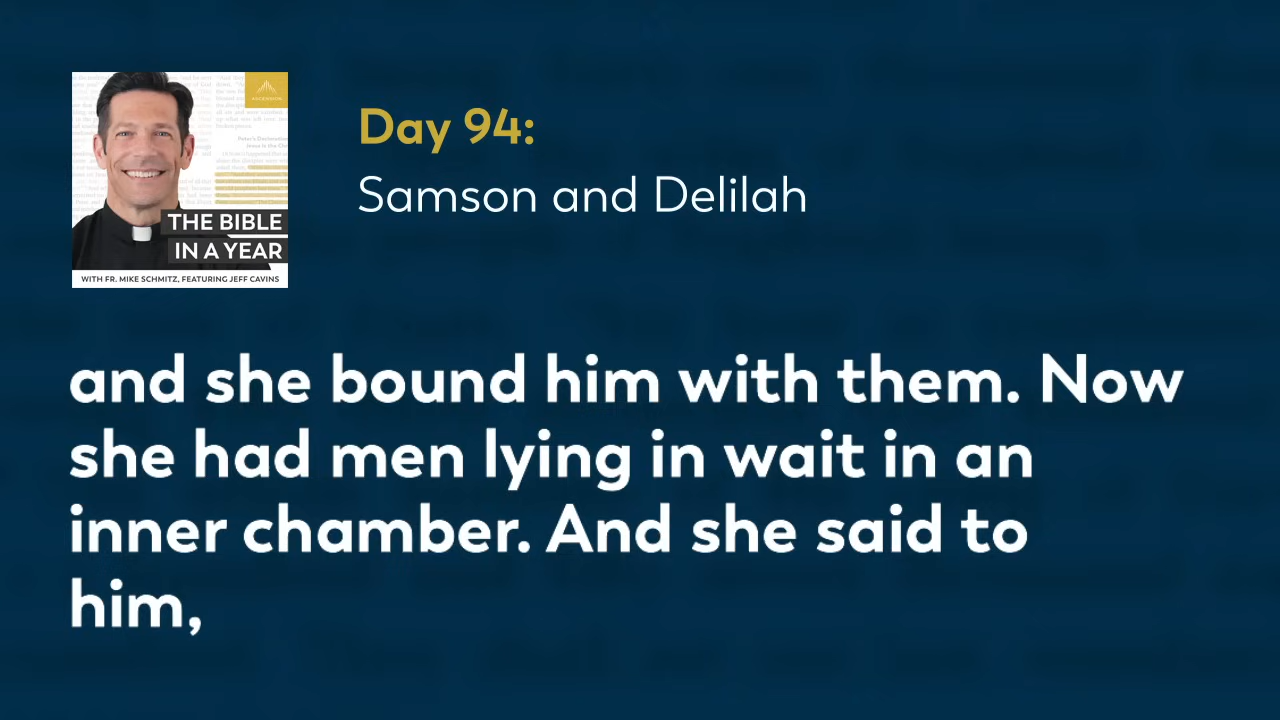 Day 94:
Samson and Delilah
ASCENSION
THE BIBLE
IN A YEAR
WITH FR. MIKE SCHMITZ, FEATURING JEFF CAVINS
and she bound him with them. Now
she had men lying in wait in an
inner chamber. And she said to
him,